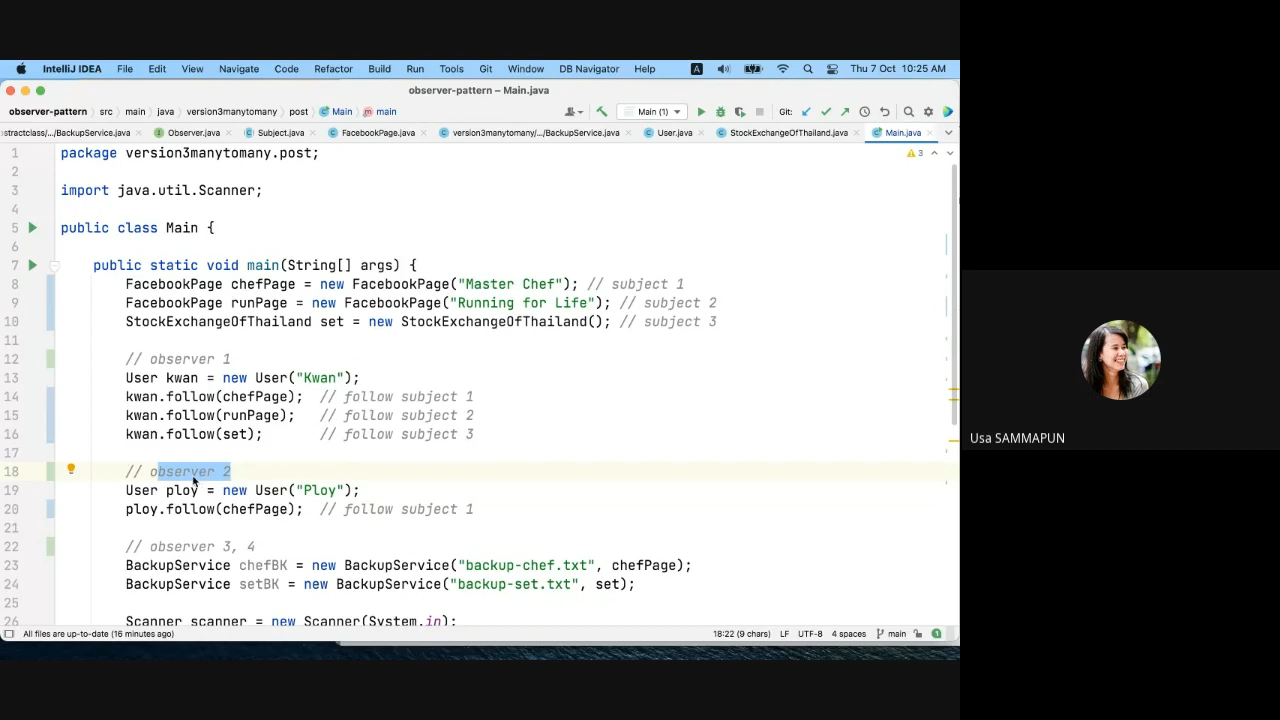 IntelliJ IDEA File Edit View Navigate Code Refactor Build Run Tools Git Window DB Navigator Help A Thu 7 Oct 10:25 AM
observer-pattern – Main.java
observer-pattern src main java version3manytomany post Main main Main (1) Git:
stractclass/.../BackupService.java Observer.java Subject.java FacebookPage.java version3manytomany/.../BackupService.java User.java StockExchangeOfThailand.java Main.java
1 package version3manytomany.post; 3
2
3 import java.util.Scanner;
4
5 public class Main {
6
7 public static void main(String[] args) {
8 FacebookPage chefPage = new FacebookPage("Master Chef"); // subject 1
9 FacebookPage runPage = new FacebookPage("Running for Life"); // subject 2
10 StockExchangeOfThailand set = new StockExchangeOfThailand(); // subject 3
11
12 // observer 1
13 User kwan = new User("Kwan");
14 kwan.follow(chefPage); // follow subject 1
15 kwan.follow(runPage); // follow subject 2
16 kwan.follow(set); // follow subject 3
17
18 // observer 2
19 User ploy = new User("Ploy");
20 ploy.follow(chefPage); // follow subject 1
21
22 // observer 3, 4
23 BackupService chefBK = new BackupService("backup-chef.txt", chefPage);
24 BackupService setBK = new BackupService("backup-set.txt", set);
25
26 Scanner scanner = new Scanner(System.in);
All files are up-to-date (16 minutes ago) 18:22 (9 chars) LF UTF-8 4 spaces main 1
Usa SAMMAPUN